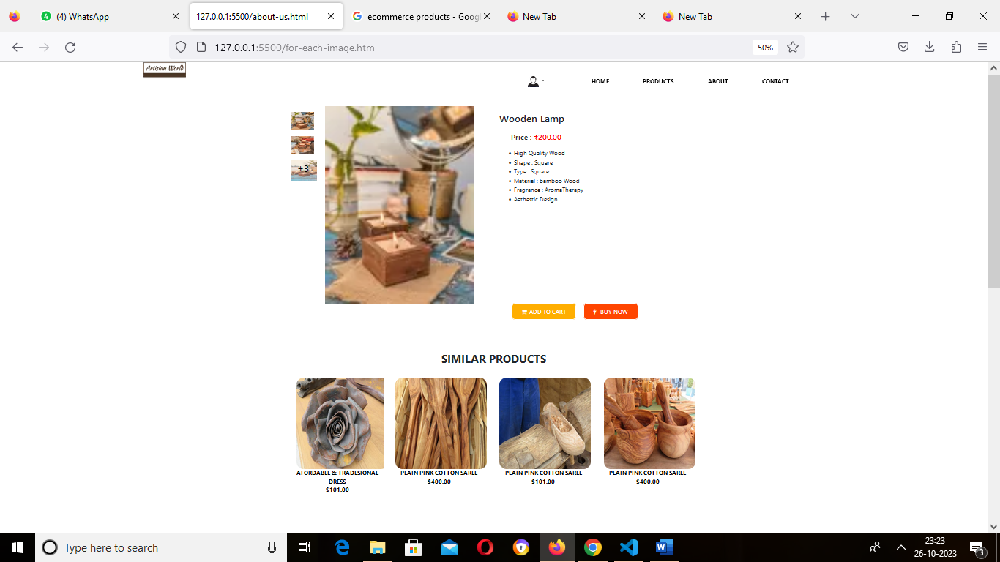 (4) WhatsApp
127.0.0.1:5500/about-us.html
ecommerce products - Goog
New Tab
New Tab
127.0.0.1:5500/for-each-image.html
50%
Artisian World
HOME
PRODUCTS
ABOUT
CONTACT
+3
Wooden Lamp
Price : ₹200.00
• High Quality Wood
• Shape : Square
• Type : Square
• Material : bamboo Wood
• Fragrance : AromaTherapy
• Aethestic Design
ADD TO CART
BUY NOW
SIMILAR PRODUCTS
AFORDABLE & TRADESIONAL
DRESS
$101.00
PLAIN PINK COTTON SAREE
$400.00
PLAIN PINK COTTON SAREE
$101.00
PLAIN PINK COTTON SAREE
$400.00
Type here to search
23:23
26-10-2023
3